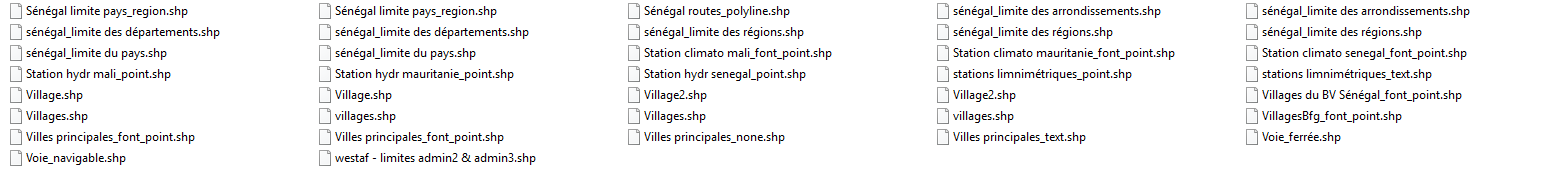 Sénégal limite pays_region.shp Sénégal limite pays_region.shp Sénégal routes_polyline.shp sénégal_limite des arrondissements.shp sénégal_limite des arrondissements.shp
sénégal_limite des départements.shp sénégal_limite des départements.shp sénégal_limite des régions.shp sénégal_limite des régions.shp sénégal_limite des régions.shp
sénégal_limite du pays.shp sénégal_limite du pays.shp Station climato mali_font_point.shp Station climato mauritanie_font_point.shp Station climato senegal_font_point.shp
Station hydr mali_point.shp Station hydr mauritanie_point.shp Station hydr senegal_point.shp stations limnimétriques_point.shp stations limnimétriques_text.shp
Village.shp Village.shp Village2.shp Village2.shp Villages du BV Sénégal_font_point.shp
Villages.shp villages.shp Villages.shp villages.shp VillagesBfg_font_point.shp
Villes principales_font_point.shp Villes principales_font_point.shp Villes principales_none.shp Villes principales_text.shp Voie_ferrée.shp
Voie_navigable.shp westaf - limites admin2 & admin3.shp